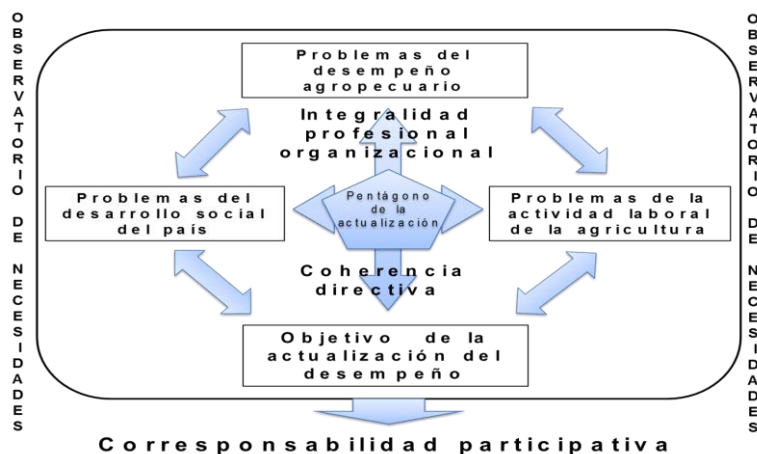 OBSERVATORIO DE NECESIDADES
Problemas del
desempeño
agropecuario
Integralidad
profesional
organizacional
Problemas del
desarrollo social
del país
Pentágono
de la
actualización
Problemas de la
actividad laboral
de la agricultura
Coherencia
directiva
Objetivo de la
actualización del
desempeño
OBSERVATORIO DE NECESIDADES
Corresponsabilidad participativa